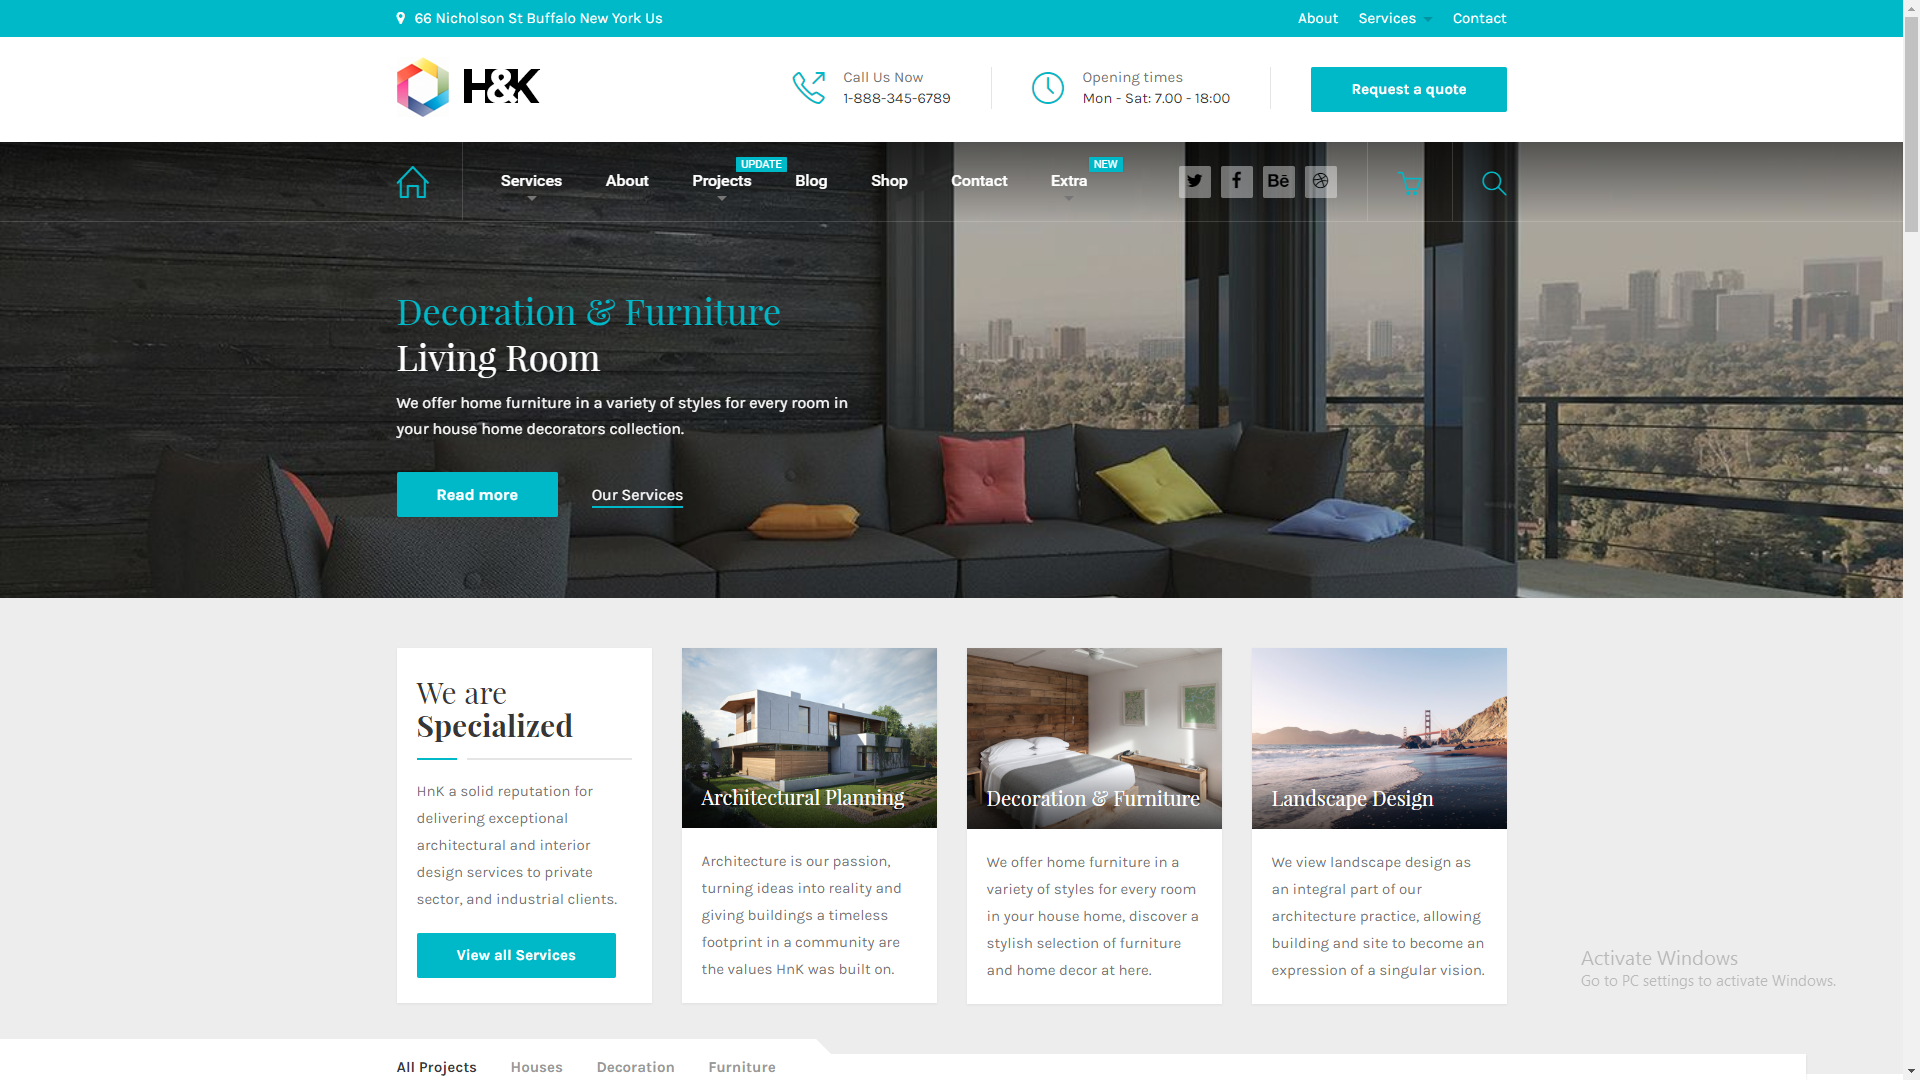 66 Nicholson St Buffalo New York Us
About
Services
Contact
H&K
Call Us Now
1-888-345-6789
Opening times
Mon - Sat: 7.00 - 18:00
Request a quote
UPDATE
NEW
Services
About
Projects
Blog
Shop
Contact
Extra
Bē
Decoration & Furniture
Living Room
We offer home furniture in a variety of styles for every room in
your house home decorators collection.
Read more
Our Services
We are
Specialized
HnK a solid reputation for
delivering exceptional
architectural and interior
design services to private
sector, and industrial clients.
View all Services
Architectural Planning
Architecture is our passion,
turning ideas into reality and
giving buildings a timeless
footprint in a community are
the values HnK was built on.
Decoration & Furniture
We offer home furniture in a
variety of styles for every room
in your house home, discover a
stylish selection of furniture
and home decor at here.
Landscape Design
We view landscape design as
an integral part of our
architecture practice, allowing
building and site to become an
expression of a singular vision.
Activate Windows
Go to PC settings to activate Windows.
All Projects
Houses
Decoration
Furniture